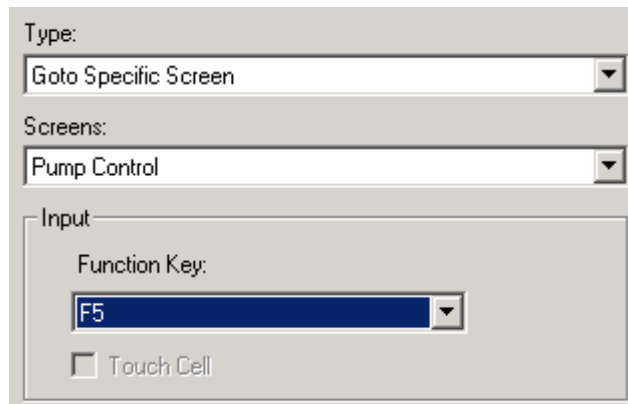 Type:
Goto Specific Screen
Screens:
Pump Control
Input
Function Key:
F5
Touch Cell